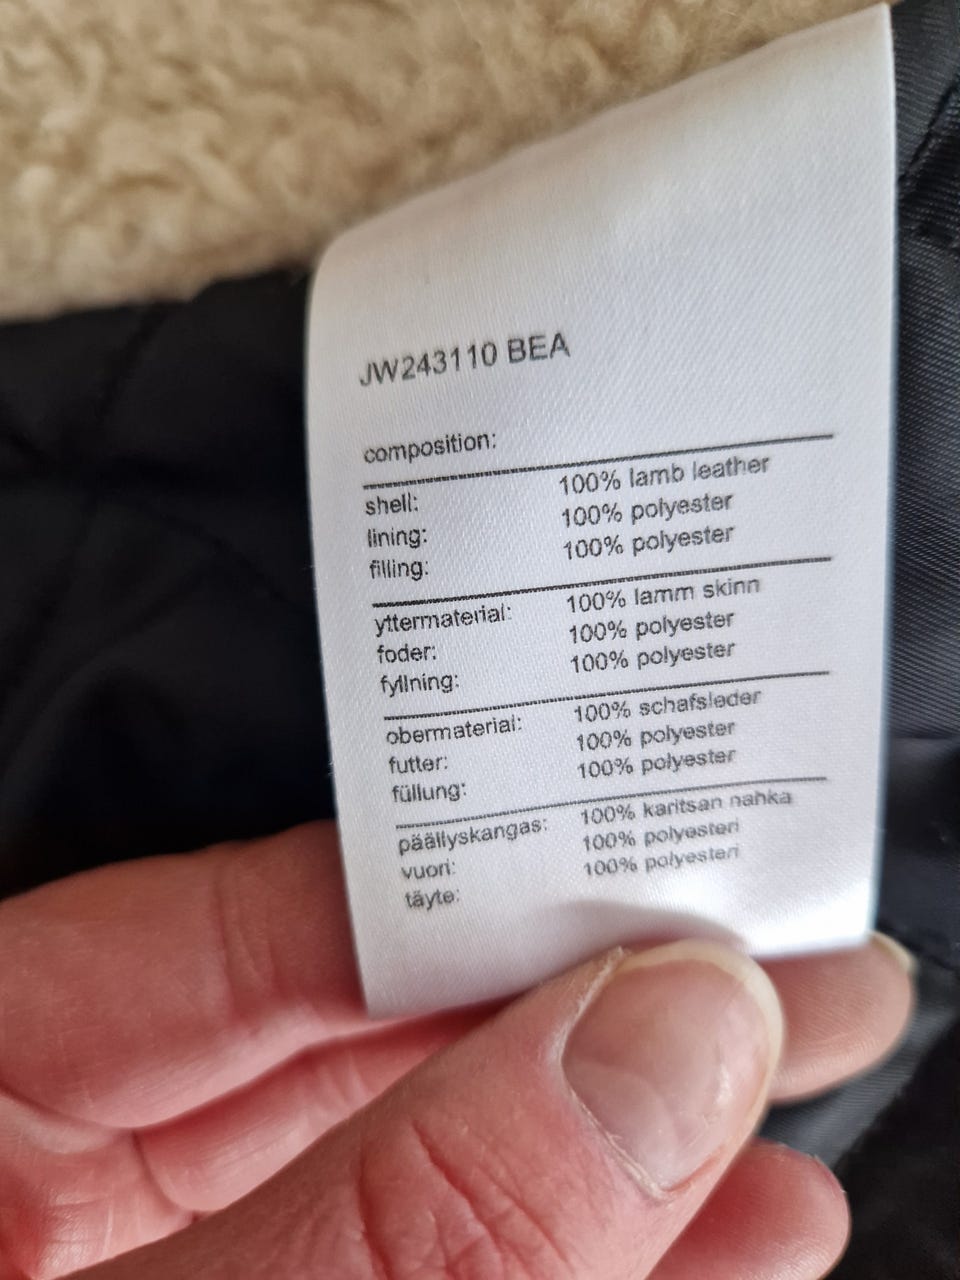 JW243110 BEA
composition:
shell: 100% lamb leather
lining: 100% polyester
filling: 100% polyester
yttermaterial: 100% lamm skinn
foder: 100% polyester
fyllning: 100% polyester
obermaterial: 100% schafsleder
futter: 100% polyester
füllung: 100% polyester
päällyskangas: 100% karitsan nahka
vuori: 100% polyesteri
täyte: 100% polyesteri